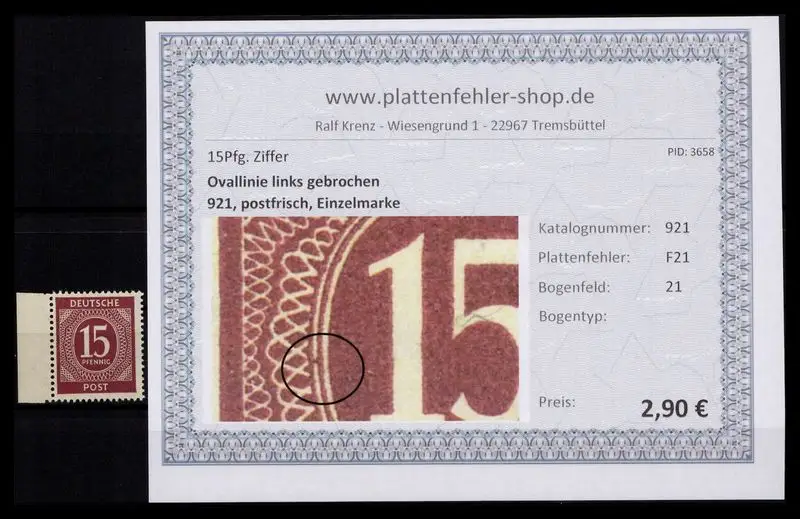 www.plattenfehler-shop.de
Ralf Krenz - Wiesengrund 1 - 22967 Tremsbüttel
15Pfg. Ziffer
PID: 3658
Ovallinie links gebrochen
921, postfrisch, Einzelmarke
Katalognummer: 921
Plattenfehler: F21
Bogenfeld: 21
Bogentyp:
Preis: 2,90 €
15
DEUTSCHE
15
PFENNIG
POST